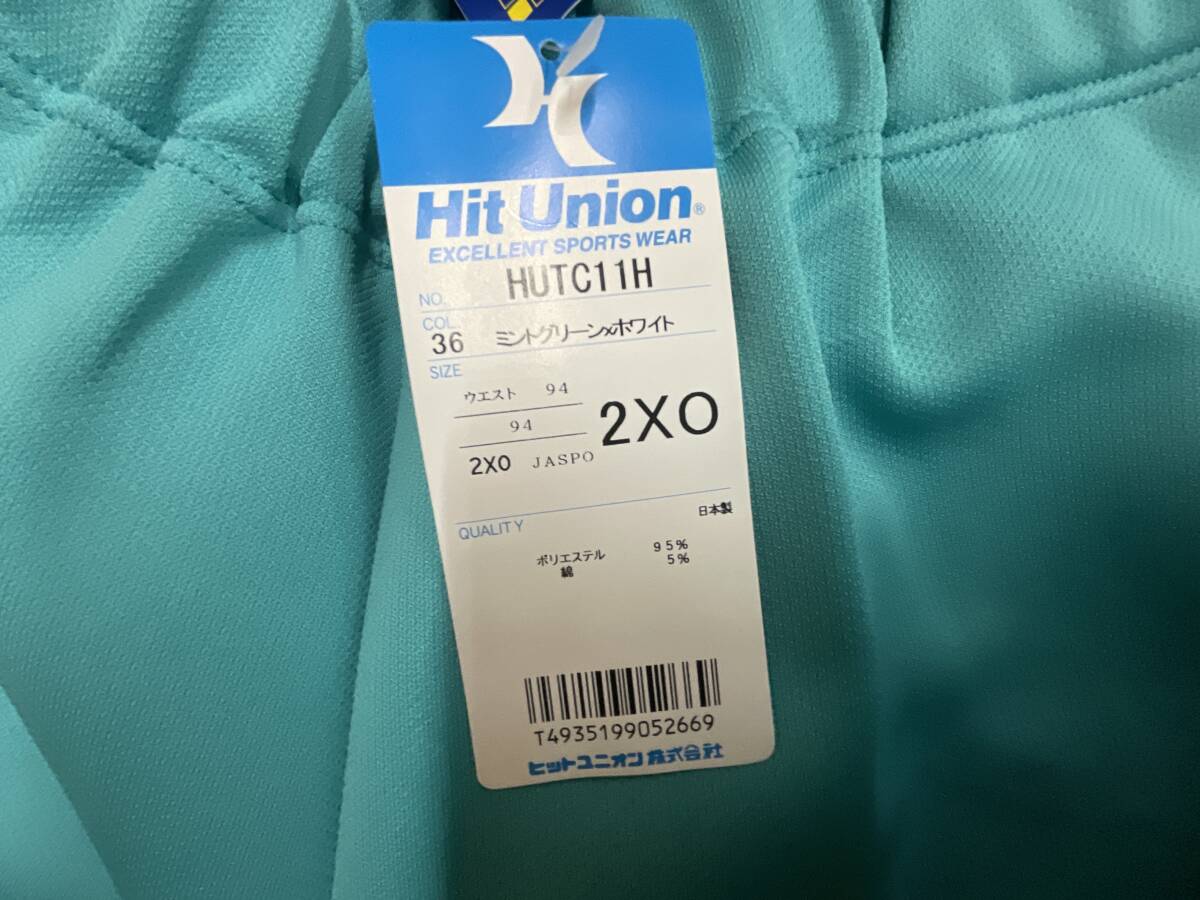 Hit Union®
EXCELLENT SPORTS WEAR
NO. HUTC11H
COL.
36 ミントグリーン×ホワイト
SIZE
ウエスト 94
94
2XO JASPO
2XO
QUALITY
日本製
ポリエステル 95%
綿 5%
T4935199052669
ヒットユニオン株式会社